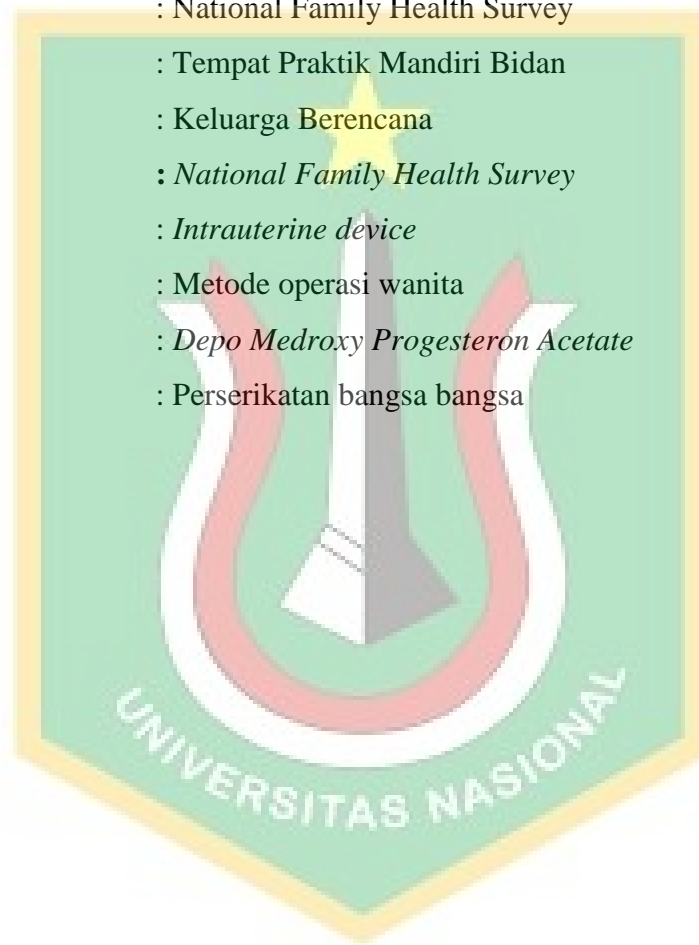 : National Family Health Survey
: Tempat Praktik Mandiri Bidan
: Keluarga Berencana
: National Family Health Survey
: Intrauterine device
: Metode operasi wanita
: Depo Medroxy Progesteron Acetate
: Perserikatan bangsa bangsa
UNIVERSITAS NASIONAL